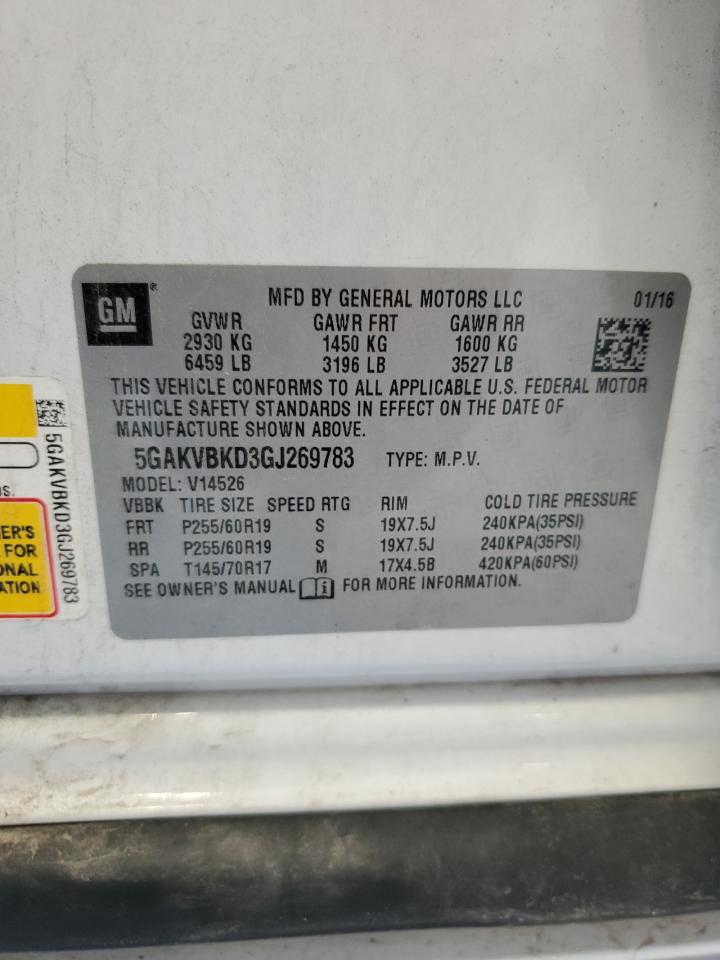 GM®
MFD BY GENERAL MOTORS LLC 01/16
GVWR GAWR FRT GAWR RR
2930 KG 1450 KG 1600 KG
6459 LB 3196 LB 3527 LB
THIS VEHICLE CONFORMS TO ALL APPLICABLE U.S. FEDERAL MOTOR
VEHICLE SAFETY STANDARDS IN EFFECT ON THE DATE OF
MANUFACTURE SHOWN ABOVE.
5GAKVBKD3GJ269783 TYPE: M.P.V.
MODEL: V14526
VBBK TIRE SIZE SPEED RTG RIM COLD TIRE PRESSURE
FRT P255/60R19 S 19X7.5J 240KPA(35PSI)
RR P255/60R19 S 19X7.5J 240KPA(35PSI)
SPA T145/70R17 M 17X4.5B 420KPA(60PSI)
SEE OWNER'S MANUAL i FOR MORE INFORMATION.
5GAKVBKD3GJ269783
OS.
ER'S
FOR
ONAL
ATION